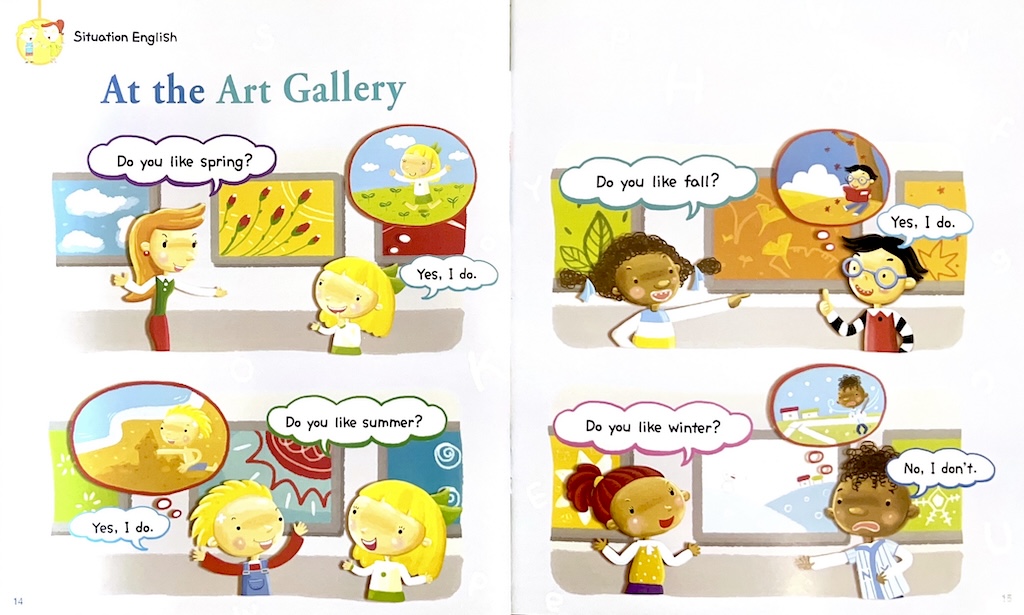 Situation English
At the Art Gallery
Do you like spring?
Yes, I do.
Do you like summer?
Yes, I do.
14
Do you like fall?
Yes, I do.
Do you like winter?
No, I don't.
15